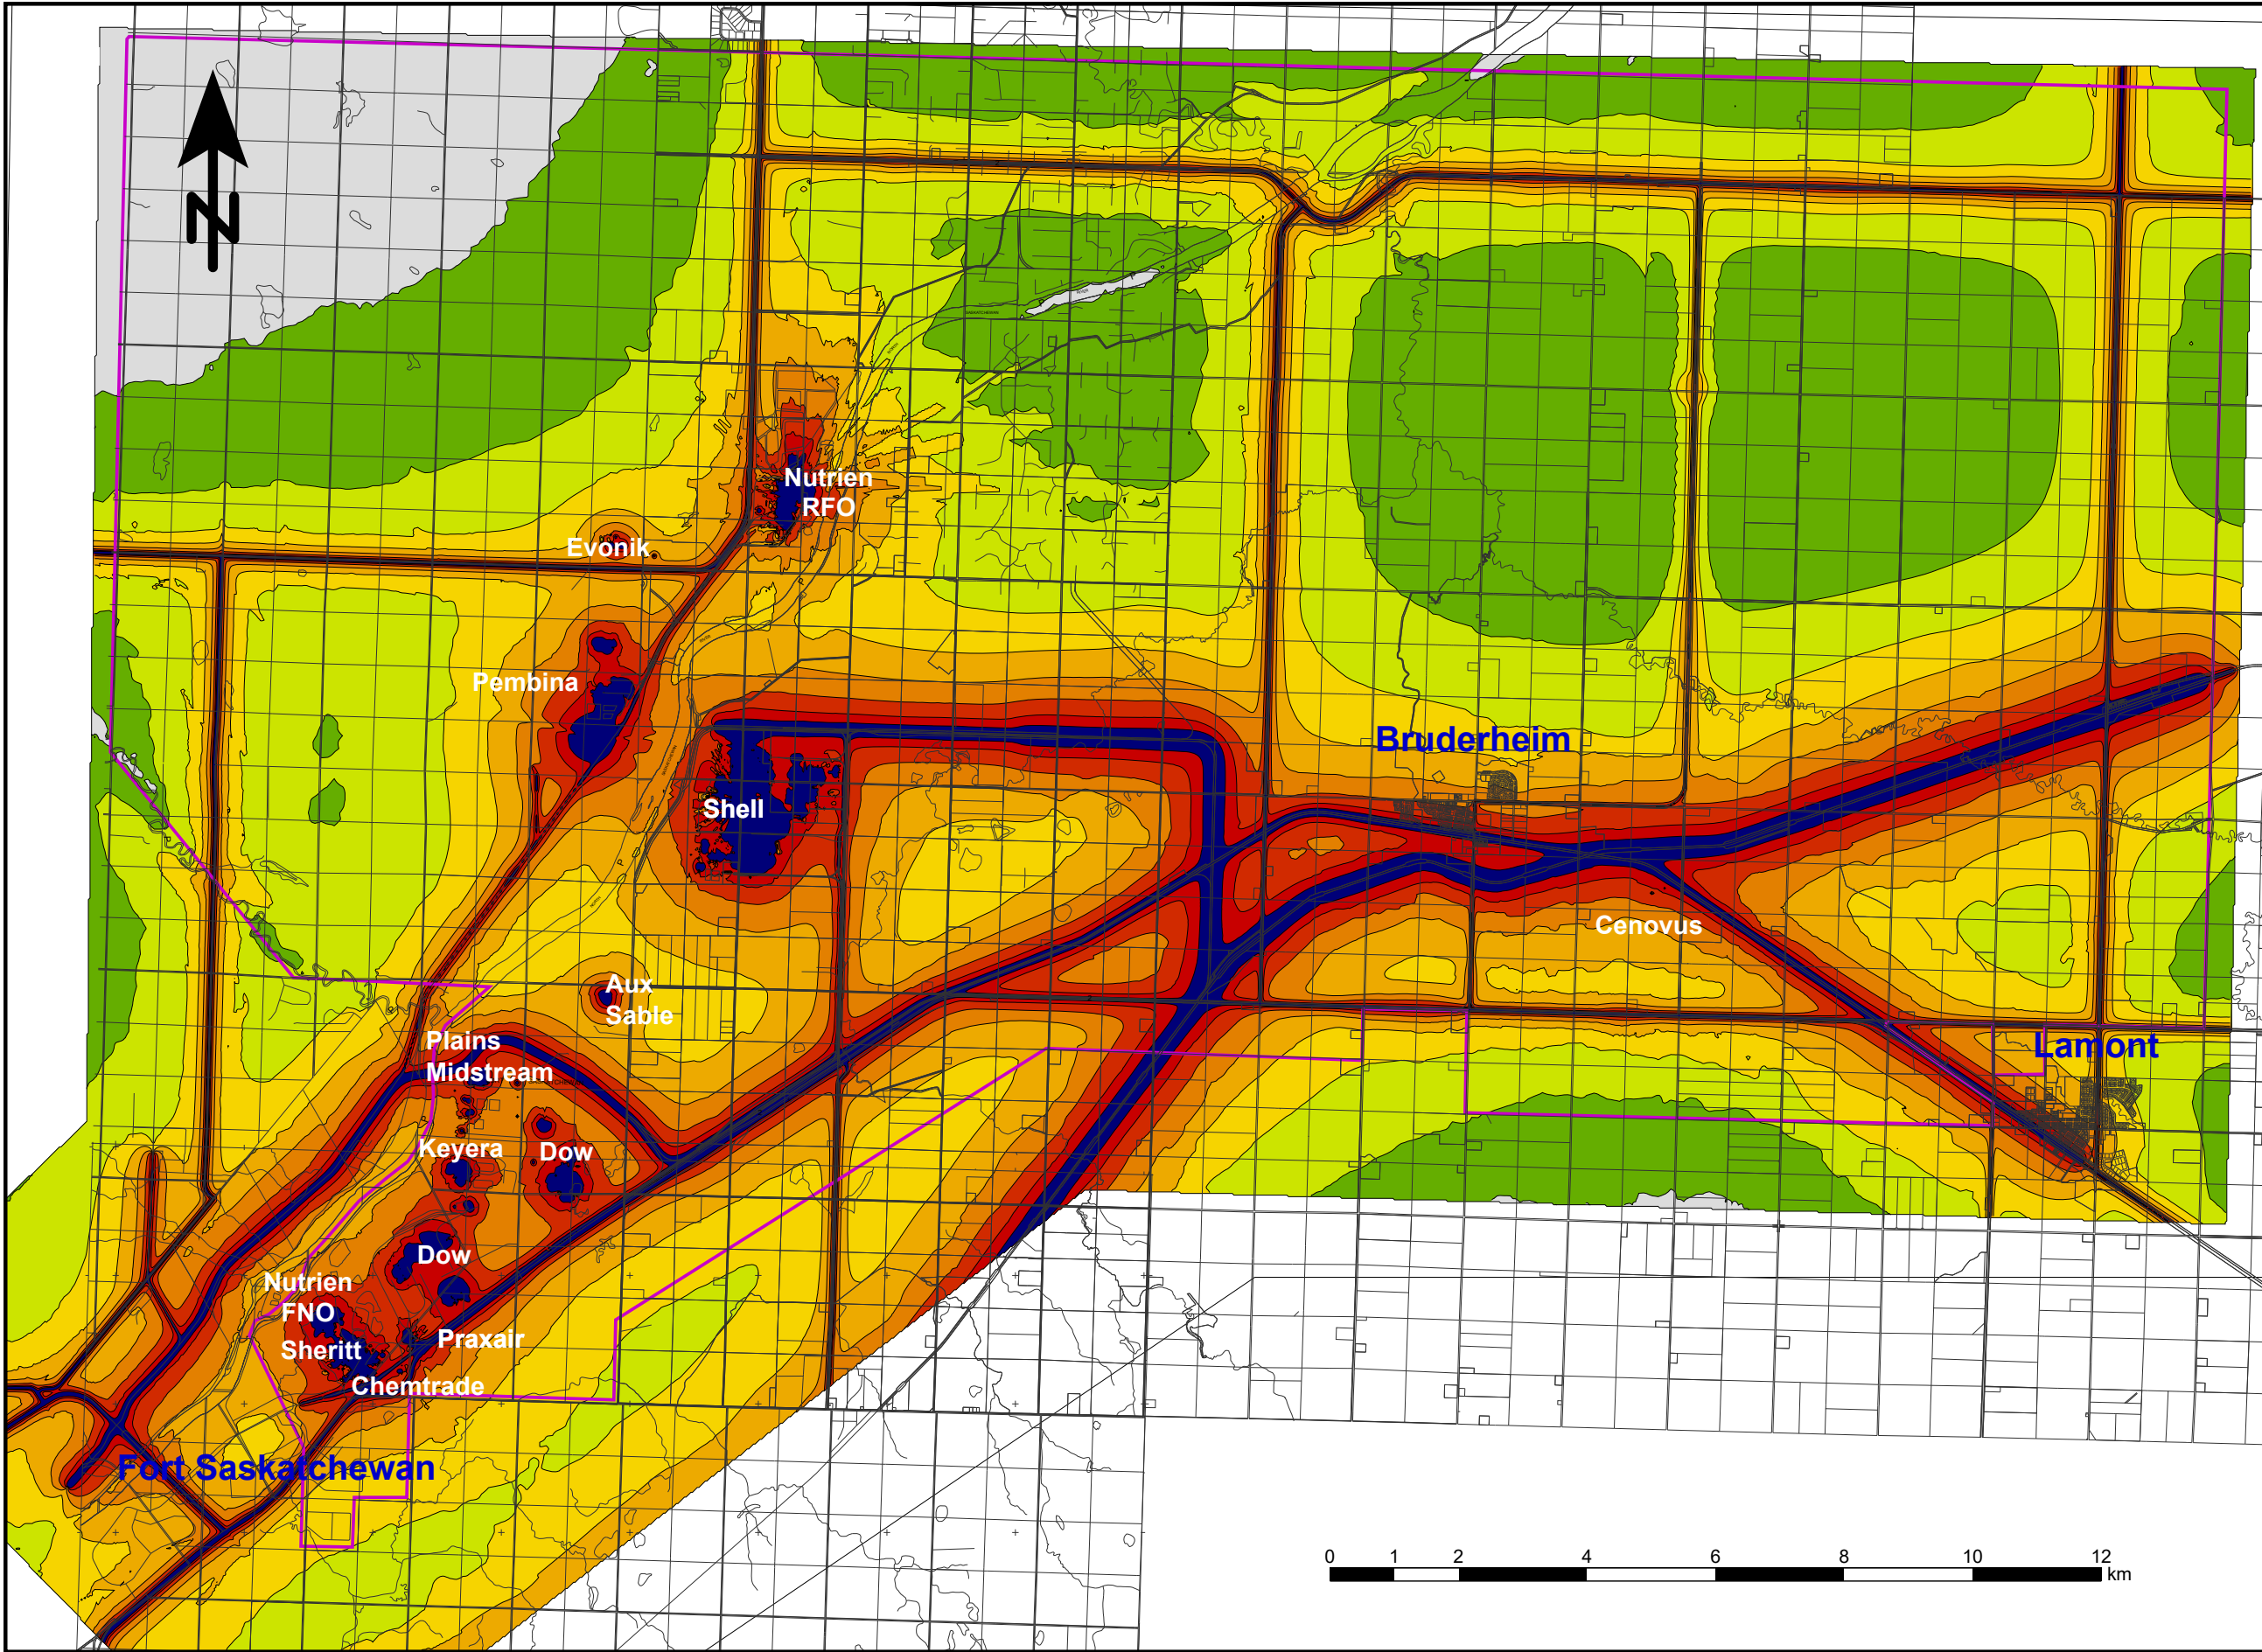 N
Nutrien
RFO
Evonik
Pembina
Bruderheim
Shell
Cenovus
Aux
Sable
Plains
Midstream
Lamont
Keyera
Dow
Dow
Nutrien
FNO
Sheritt
Praxair
Chemtrade
Fort Saskatchewan
0 1 2 4 6 8 10 12
km